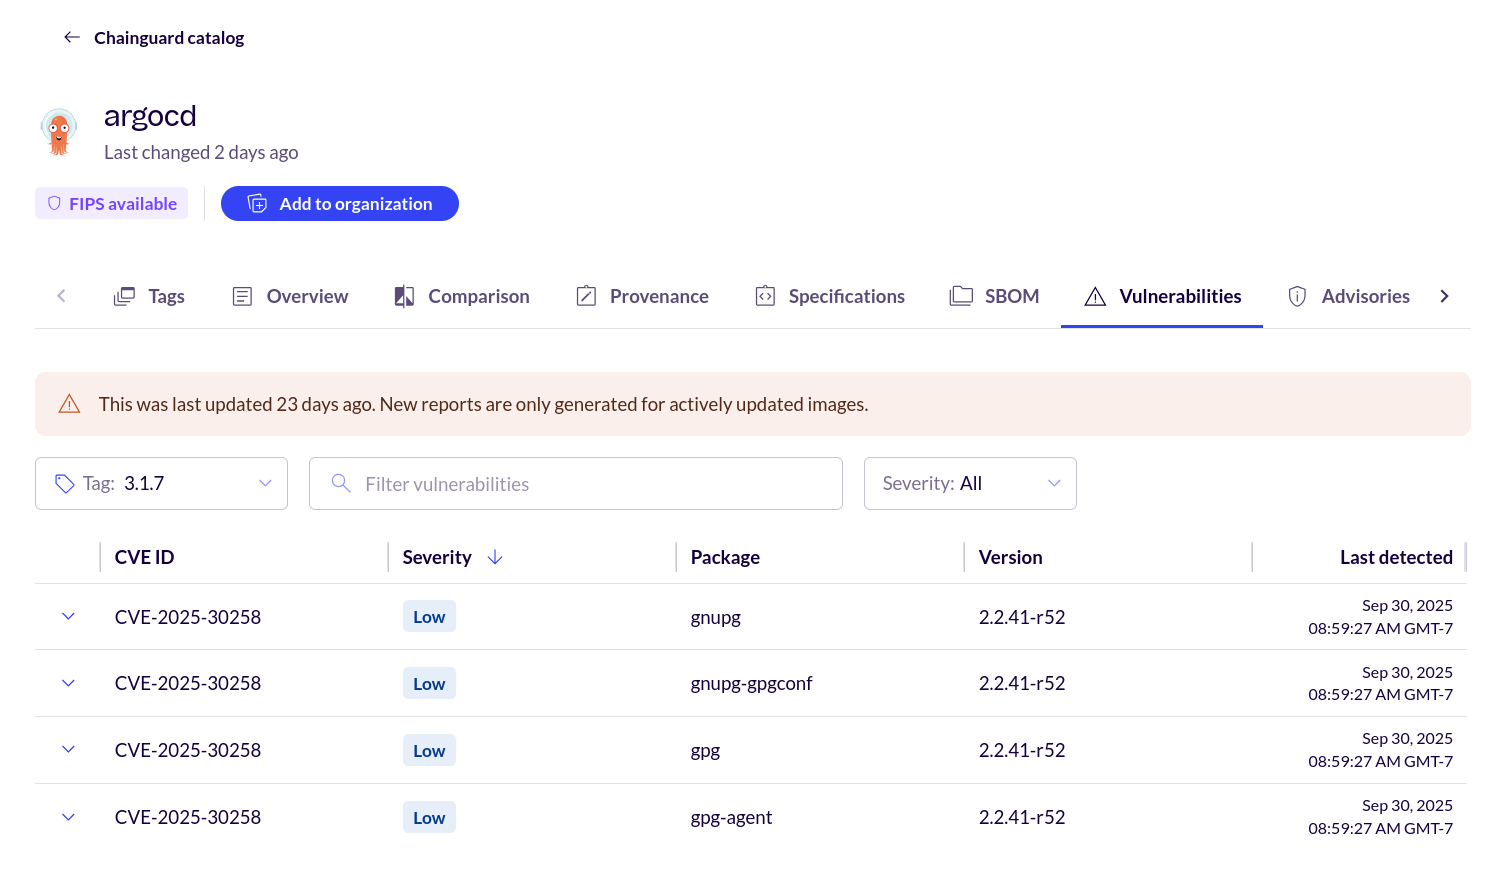 Chainguard catalog
argocd
Last changed 2 days ago
FIPS available
Add to organization
Tags Overview Comparison Provenance Specifications SBOM Vulnerabilities Advisories
This was last updated 23 days ago. New reports are only generated for actively updated images.
Tag: 3.1.7 Filter vulnerabilities Severity: All
CVE ID Severity Package Version Last detected
CVE-2025-30258 Low gnupg 2.2.41-r52 Sep 30, 2025
08:59:27 AM GMT-7
CVE-2025-30258 Low gnupg-gpgconf 2.2.41-r52 Sep 30, 2025
08:59:27 AM GMT-7
CVE-2025-30258 Low gpg 2.2.41-r52 Sep 30, 2025
08:59:27 AM GMT-7
CVE-2025-30258 Low gpg-agent 2.2.41-r52 Sep 30, 2025
08:59:27 AM GMT-7